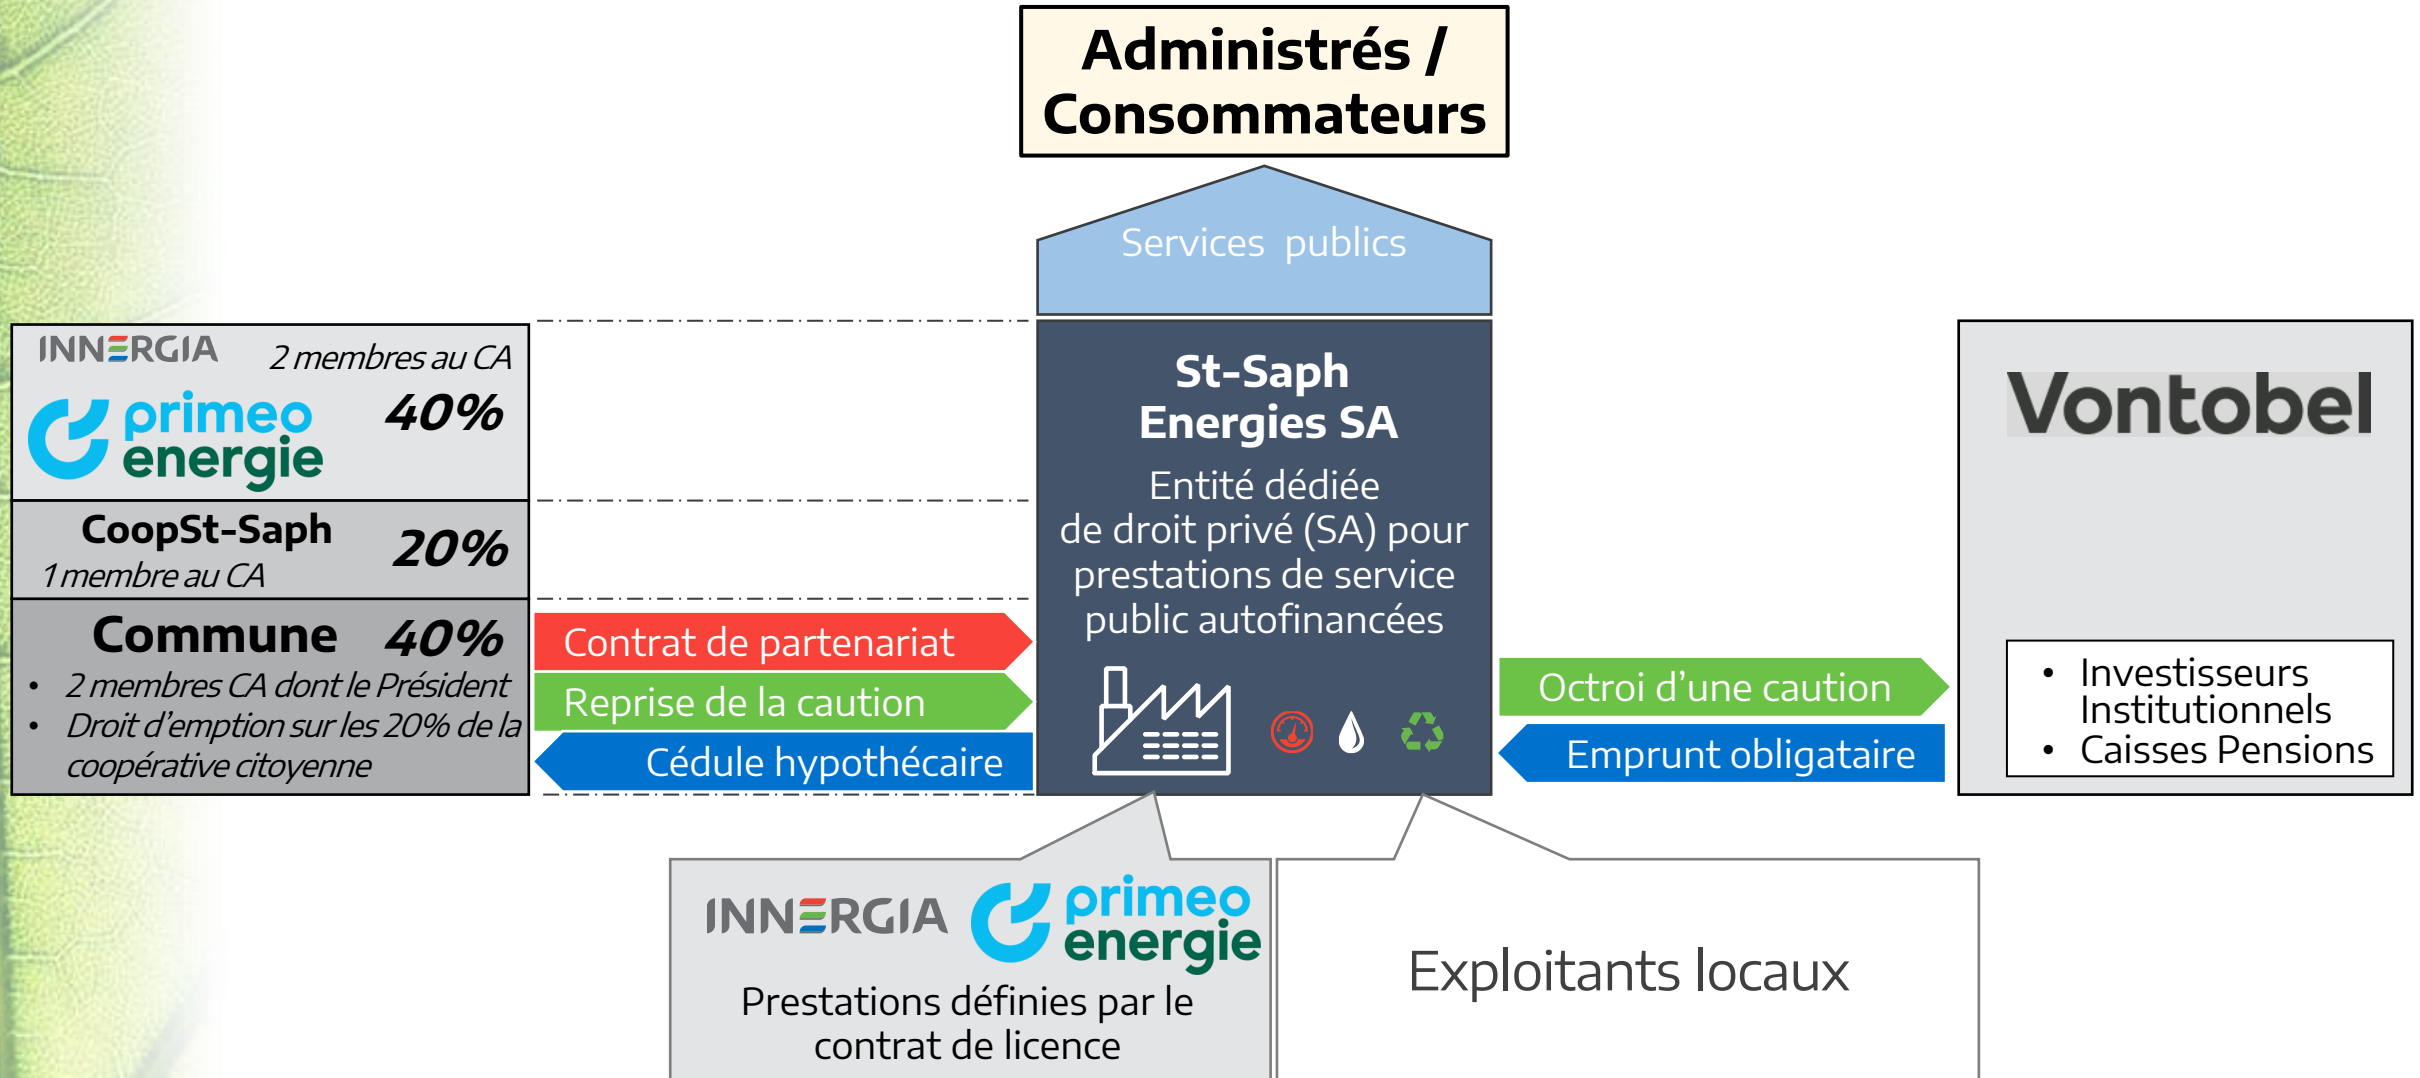 Administrés /
Consommateurs
Services publics
INNERGIA
2 membres au CA
primeo
energie
40%
CoopSt-Saph
20%
1 membre au CA
Commune 40%
• 2 membres CA dont le Président
• Droit d'emption sur les 20% de la
coopérative citoyenne
Contrat de partenariat
Reprise de la caution
Cédule hypothécaire
St-Saph
Energies SA
Entité dédiée
de droit privé (SA) pour
prestations de service
public autofinancées
Octroi d'une caution
Emprunt obligataire
Vontobel
• Investisseurs
Institutionnels
• Caisses Pensions
INNERGIA
primeo
energie
Prestations définies par le
contrat de licence
Exploitants locaux